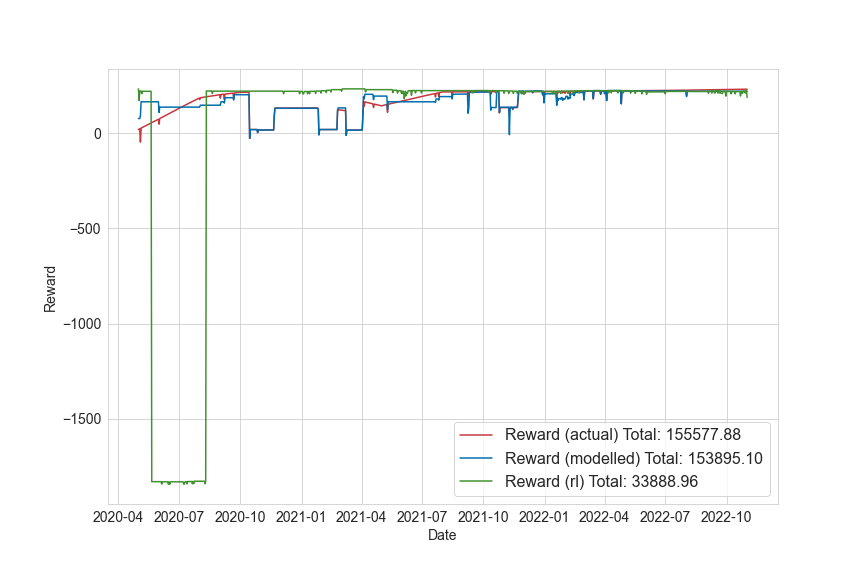 0
−500
−1000
−1500
Reward
Reward (actual) Total: 155577.88
Reward (modelled) Total: 153895.10
Reward (rl) Total: 33888.96
2020-04 2020-07 2020-10 2021-01 2021-04 2021-07 2021-10 2022-01 2022-04 2022-07 2022-10
Date